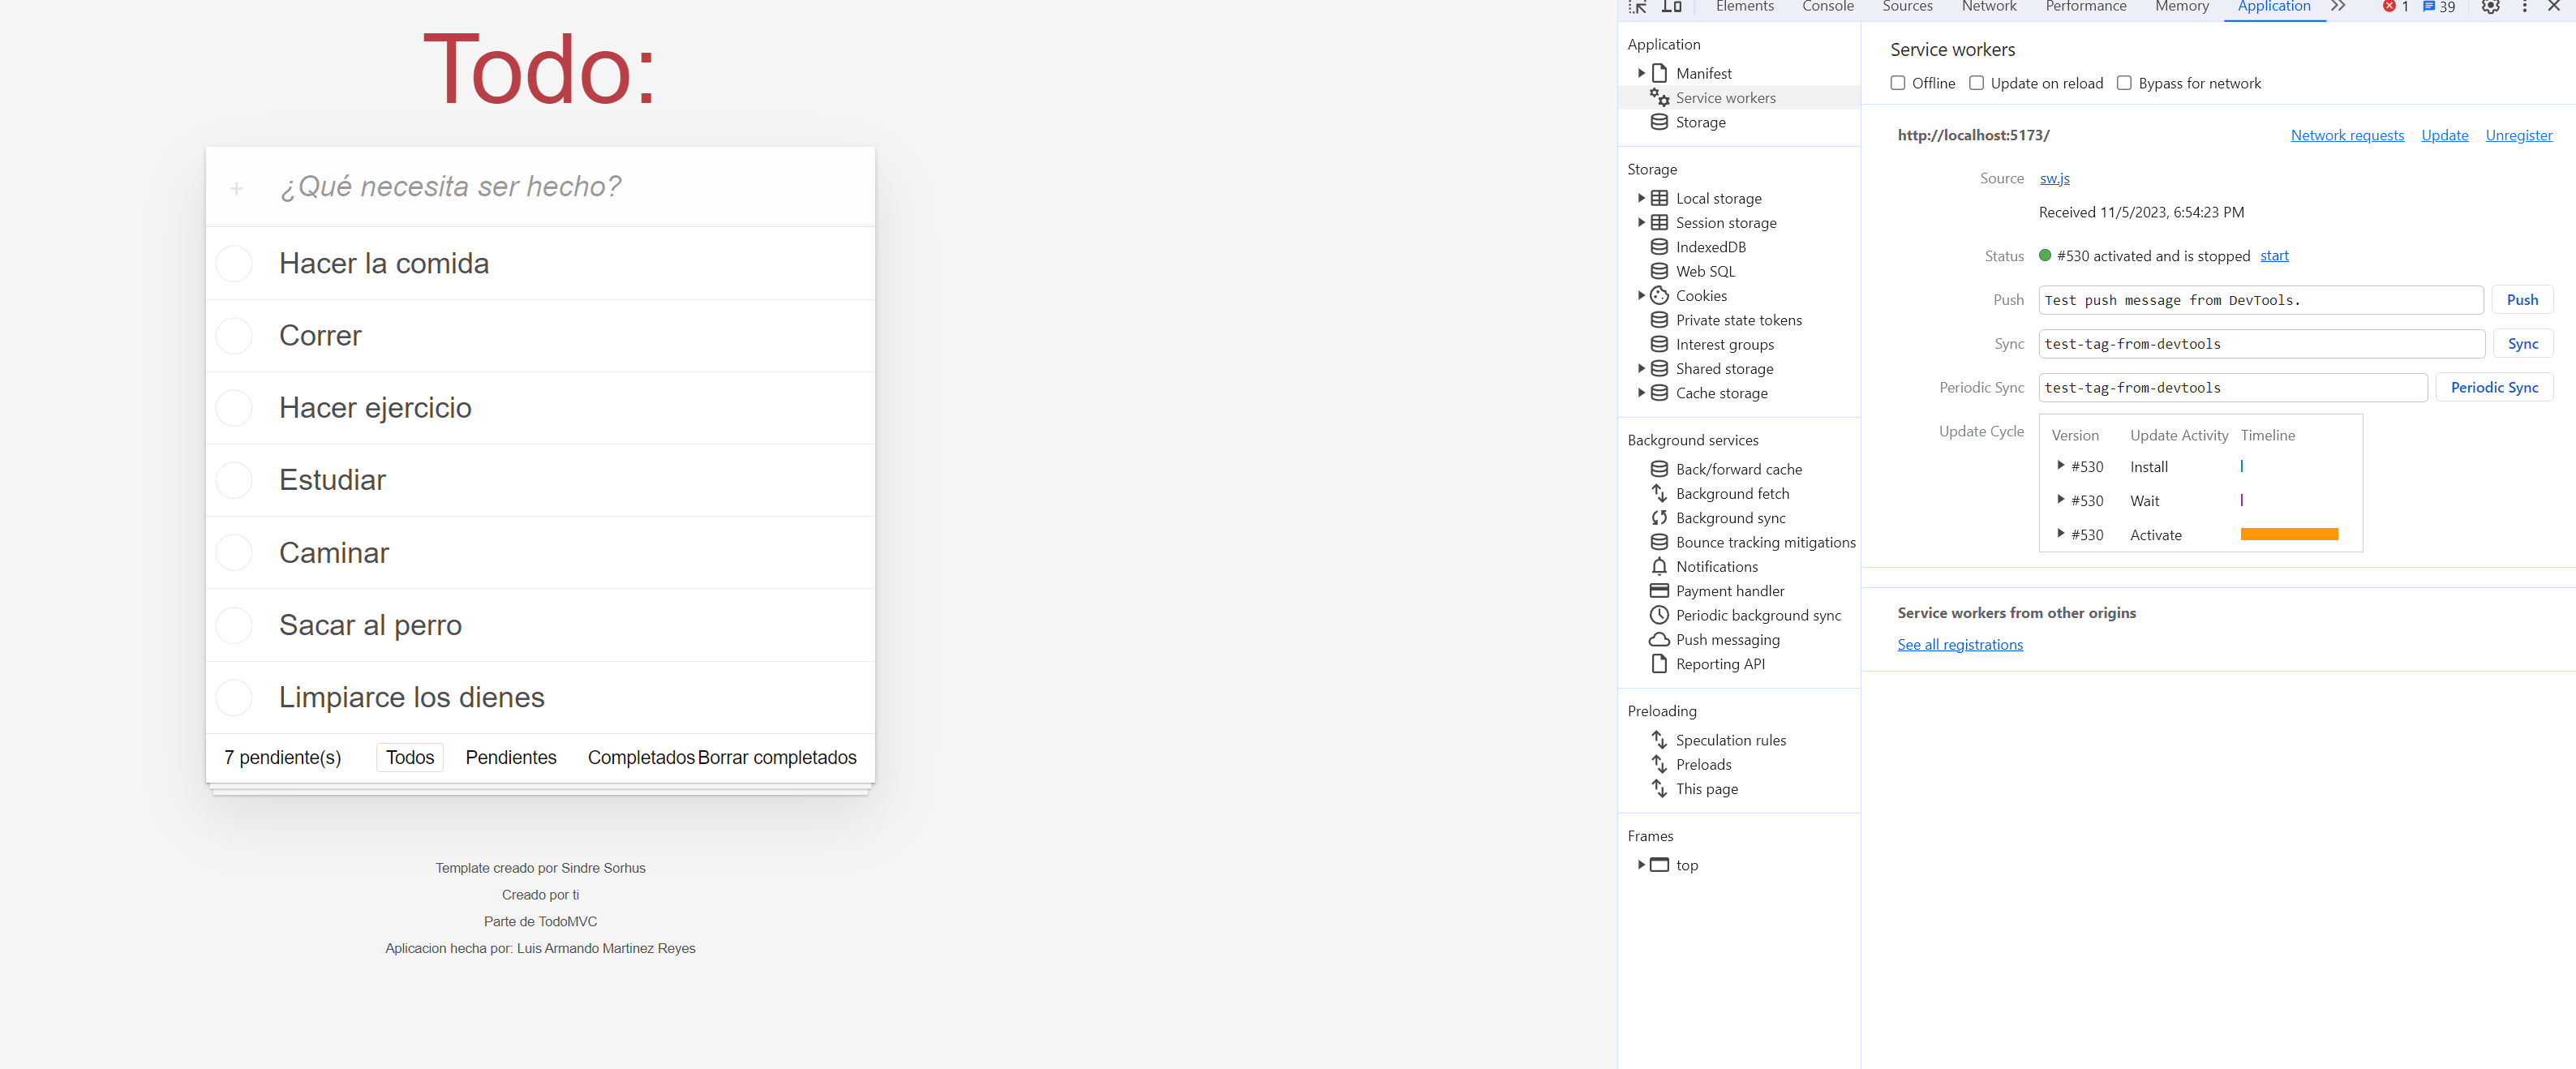 Todo:
+ ¿Qué necesita ser hecho?
Hacer la comida
Correr
Hacer ejercicio
Estudiar
Caminar
Sacar al perro
Limpiarce los dienes
7 pendiente(s) Todos Pendientes Completados Borrar completados
Template creado por Sindre Sorhus
Creado por ti
Parte de TodoMVC
Aplicacion hecha por: Luis Armando Martinez Reyes
Elements Console Sources Network Performance Memory Application 1 39
Application
Manifest
Service workers
Storage
Storage
Local storage
Session storage
IndexedDB
Web SQL
Cookies
Private state tokens
Interest groups
Shared storage
Cache storage
Background services
Back/forward cache
Background fetch
Background sync
Bounce tracking mitigations
Notifications
Payment handler
Periodic background sync
Push messaging
Reporting API
Preloading
Speculation rules
Preloads
This page
Frames
top
Service workers
Offline Update on reload Bypass for network
http://localhost:5173/ Network requests Update Unregister
Source sw.js
Received 11/5/2023, 6:54:23 PM
Status #530 activated and is stopped start
Push Test push message from DevTools. Push
Sync test-tag-from-devtools Sync
Periodic Sync test-tag-from-devtools Periodic Sync
Update Cycle Version Update Activity Timeline
#530 Install
#530 Wait
#530 Activate
Service workers from other origins
See all registrations